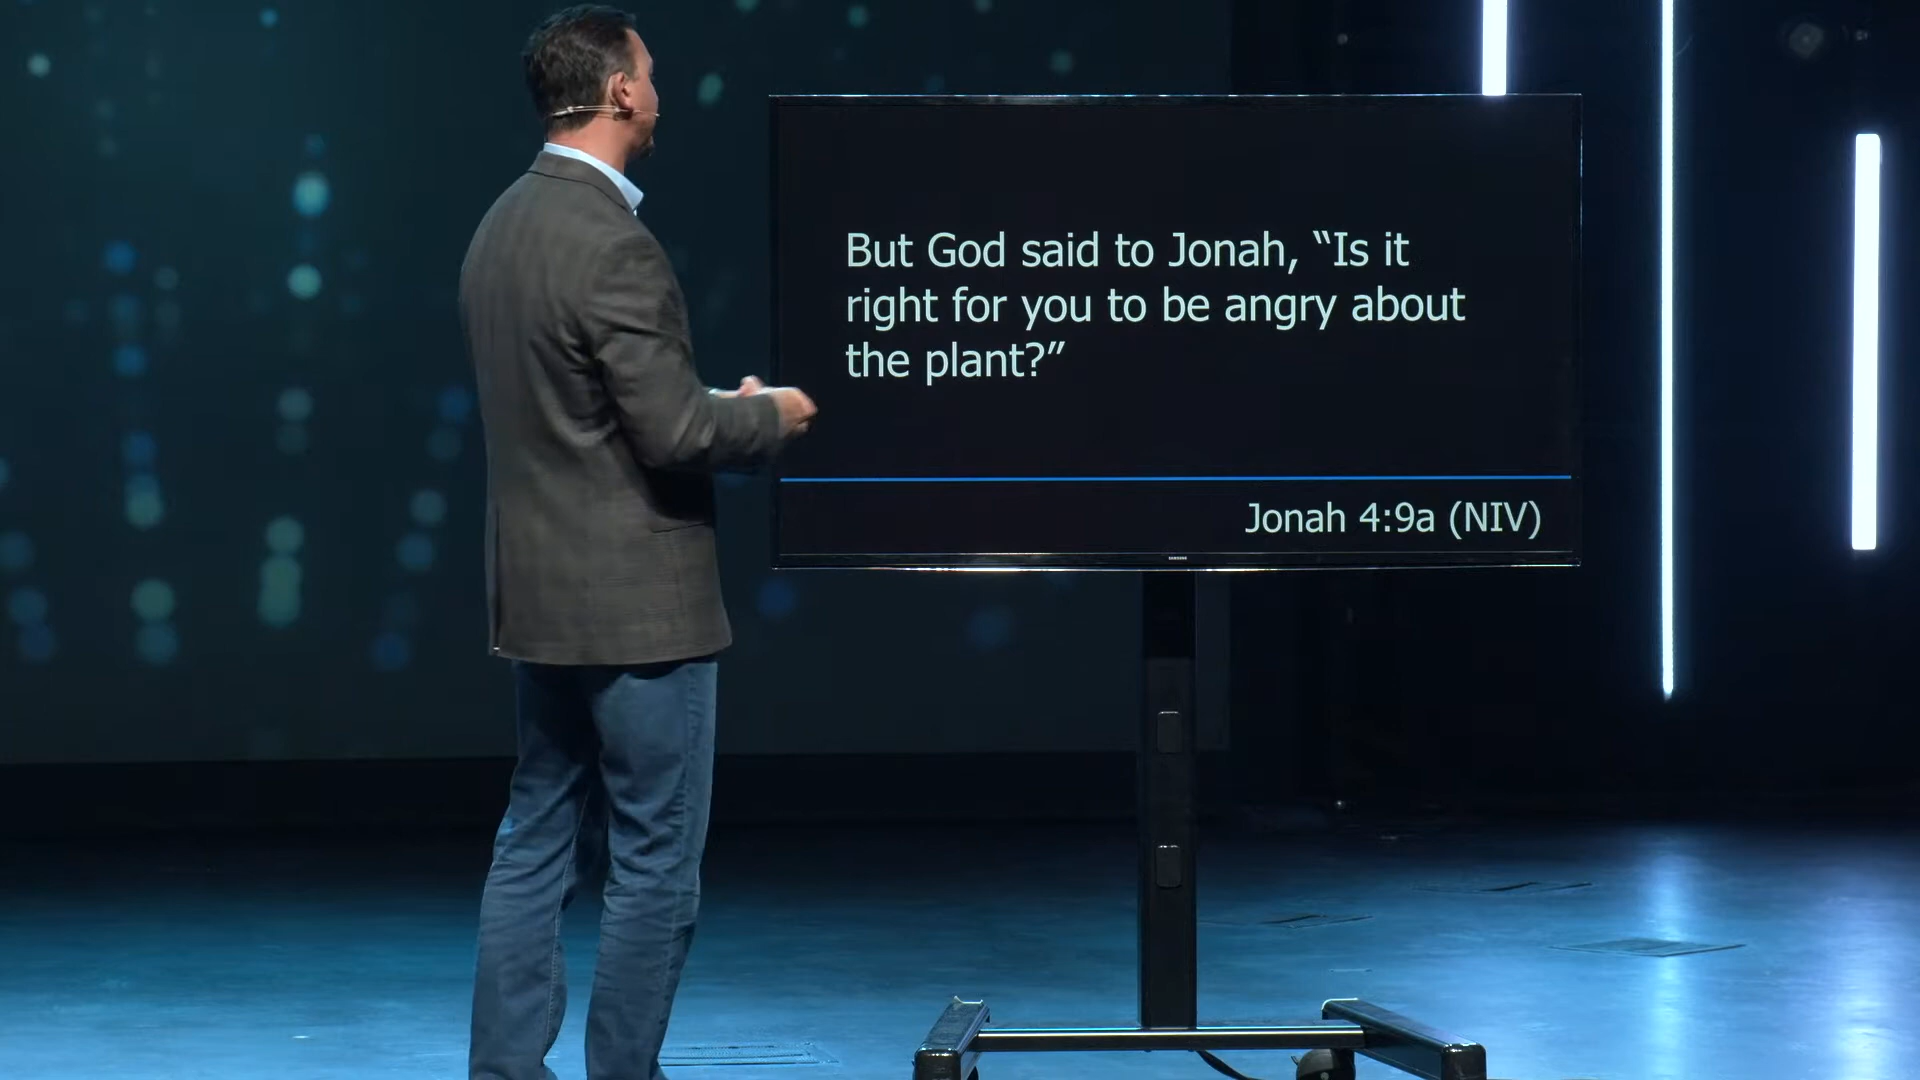 But God said to Jonah, “Is it
right for you to be angry about
the plant?”
Jonah 4:9a (NIV)
SAMSUNG